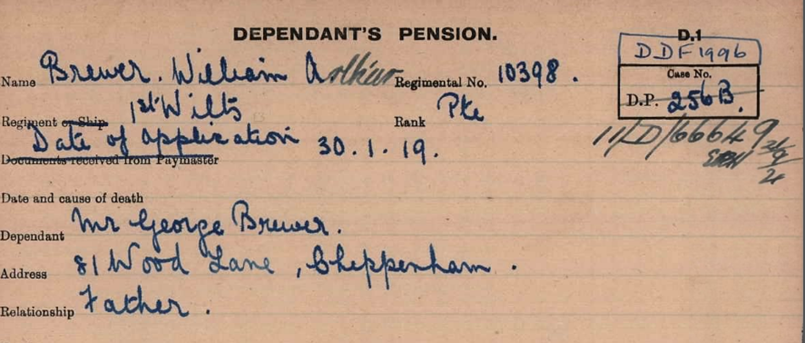 DEPENDANT'S PENSION.
D.1
DDF1996
Name Brewer. William Arthur Regimental No. 10398.
Case No.
D.P. 256B.
Regiment or Ship 1st Wilts Rank Pte
11/D/66649
Date of application 30.1.19.
Documents received from Paymaster
Date and cause of death
Dependant Mr George Brewer.
Address 81 Wood Lane, Cheppenham.
Relationship Father.